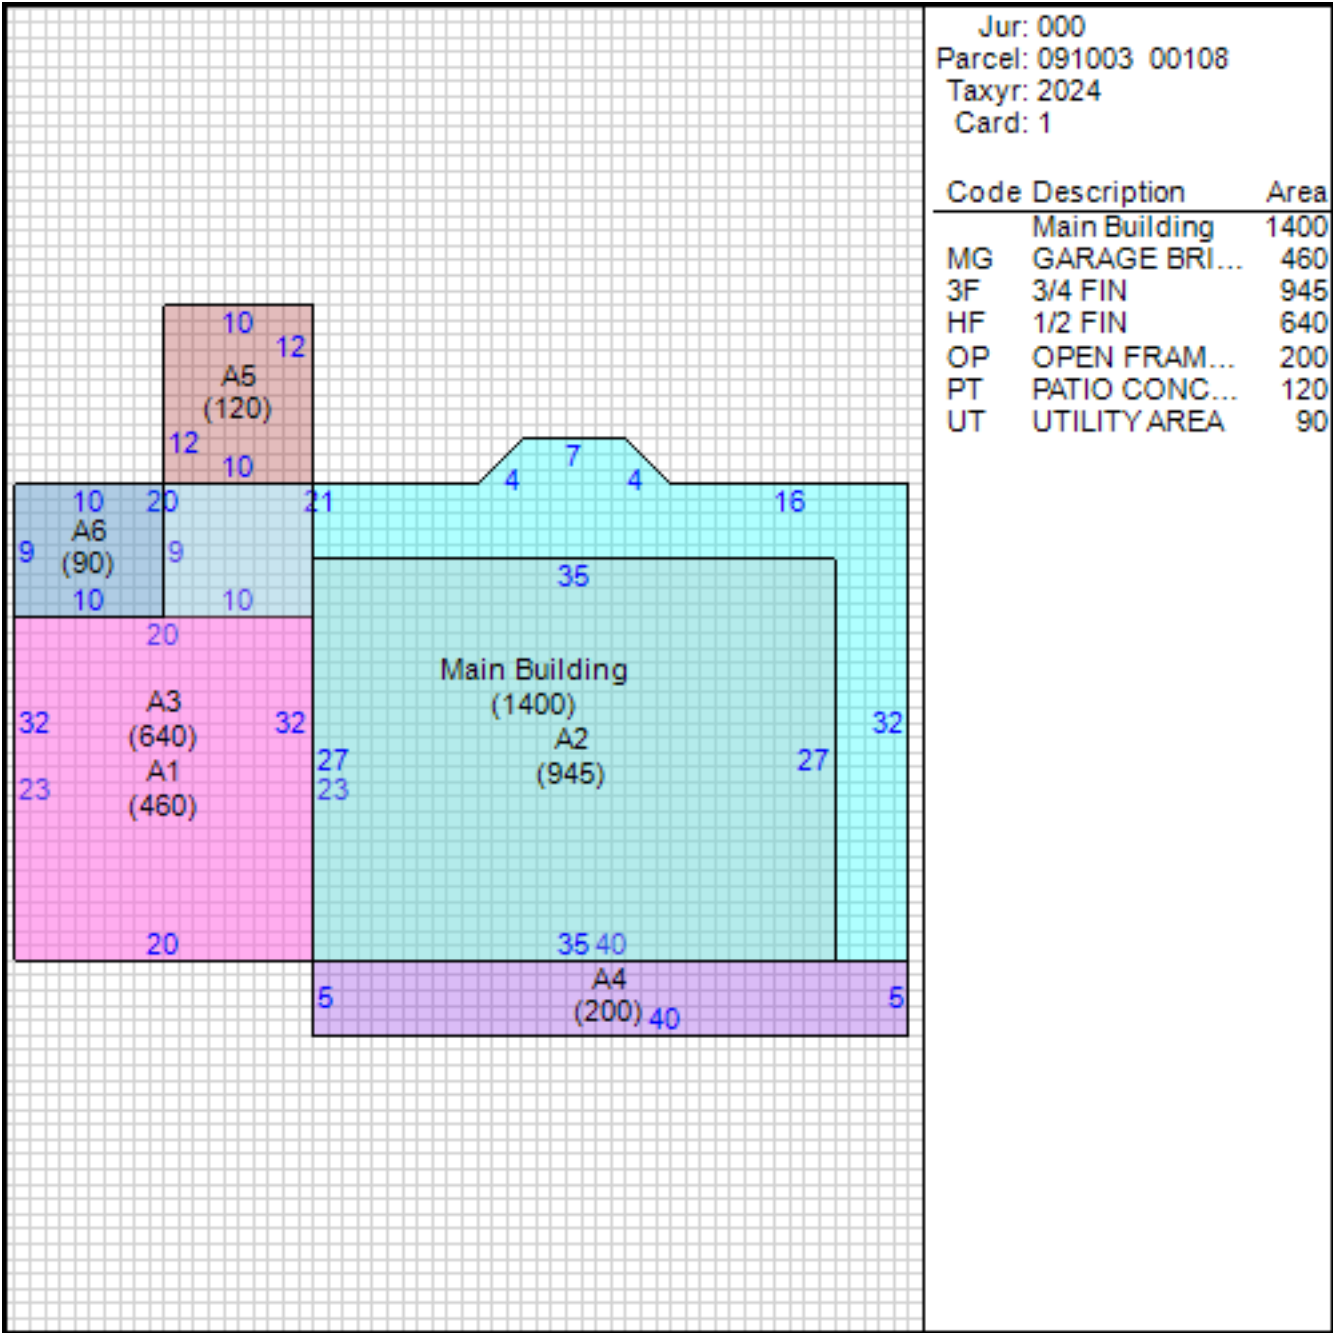 Jur: 000
Parcel: 091003 00108
Taxyr: 2024
Card: 1
Code Description Area
Main Building 1400
MG GARAGE BRI... 460
3F 3/4 FIN 945
HF 1/2 FIN 640
OP OPEN FRAM... 200
PT PATIO CONC... 120
UT UTILITY AREA 90
10
12
A5
(120)
12
10
7
4 4
10 20 21 16
A6
(90)
9 9
10 10
35
20
Main Building
(1400)
A2
(945)
A3
(640)
A1
(460)
32 32 32
27 27
23 23
20 35 40
A4
(200)
5 40 5